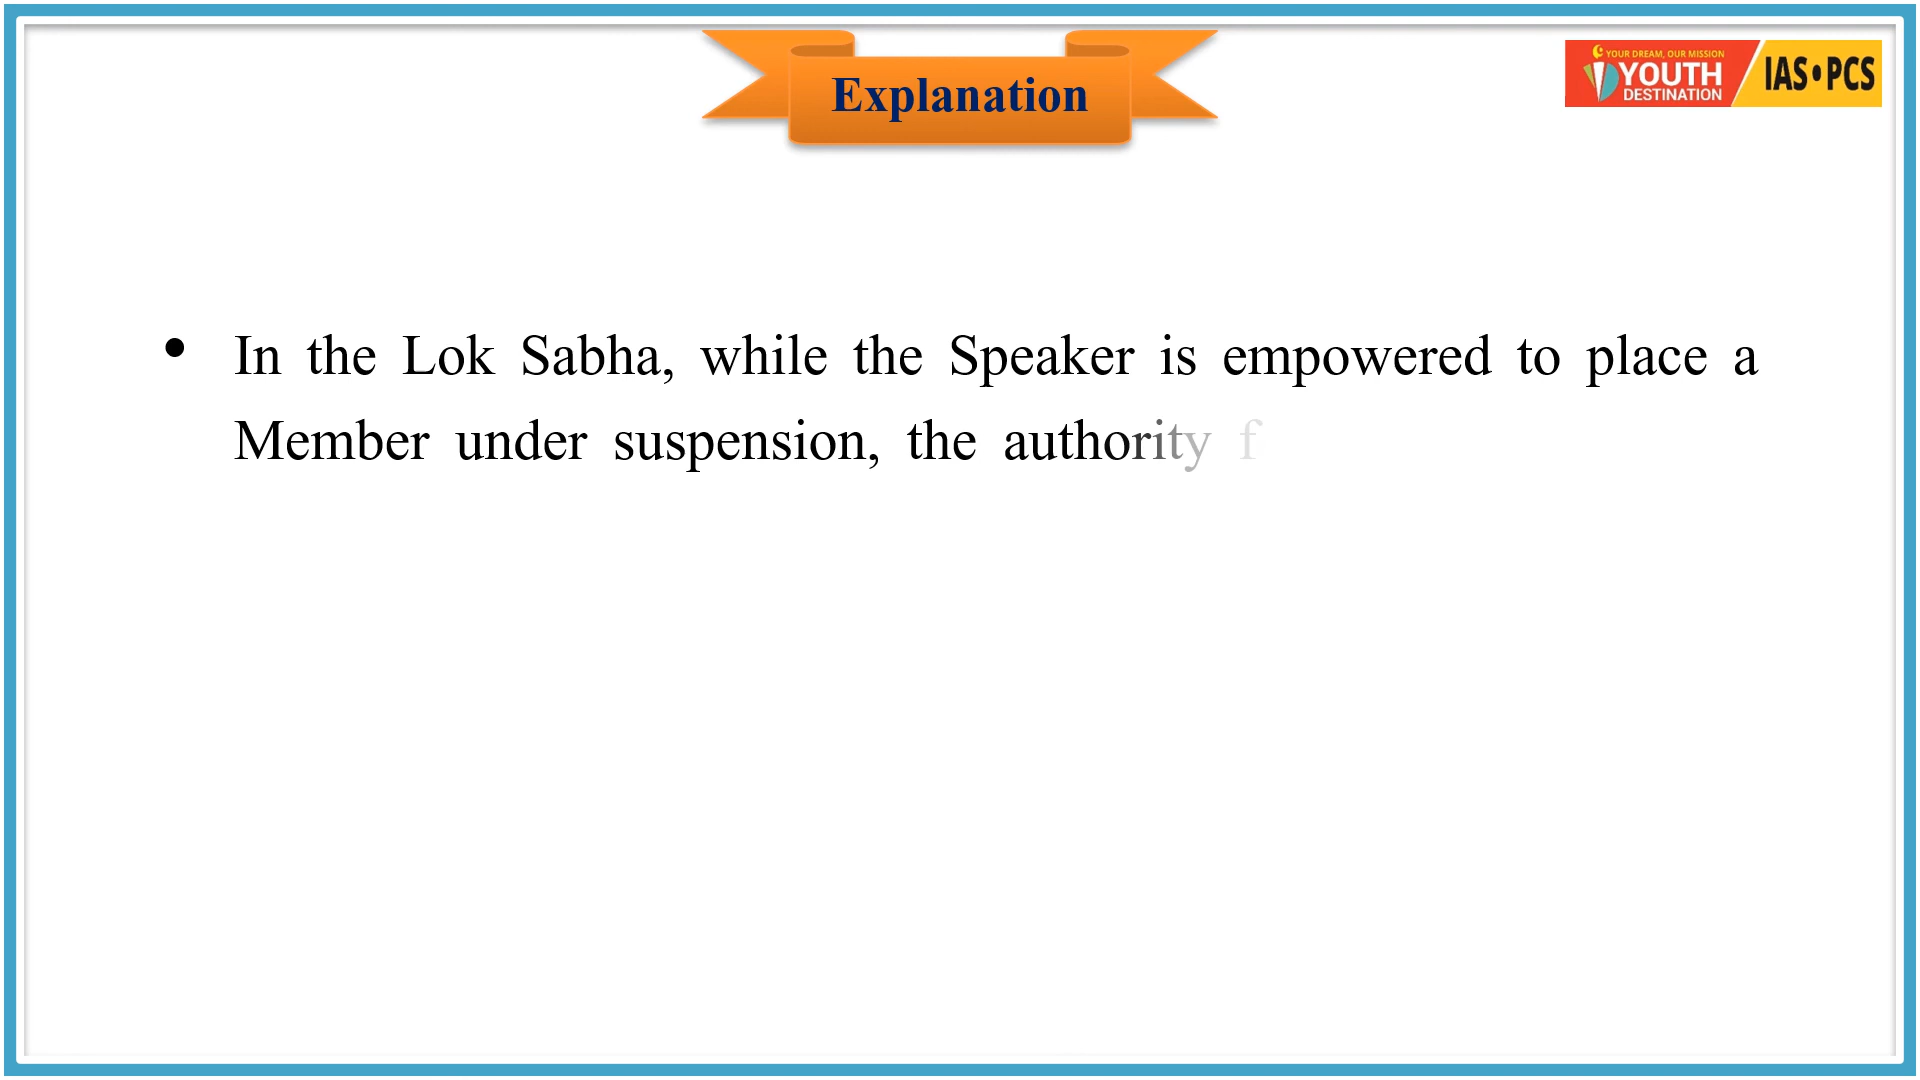 Explanation
YOUR DREAM, OUR MISSION
YOUTH
DESTINATION
IAS•PCS
• In the Lok Sabha, while the Speaker is empowered to place a
Member under suspension, the authority f